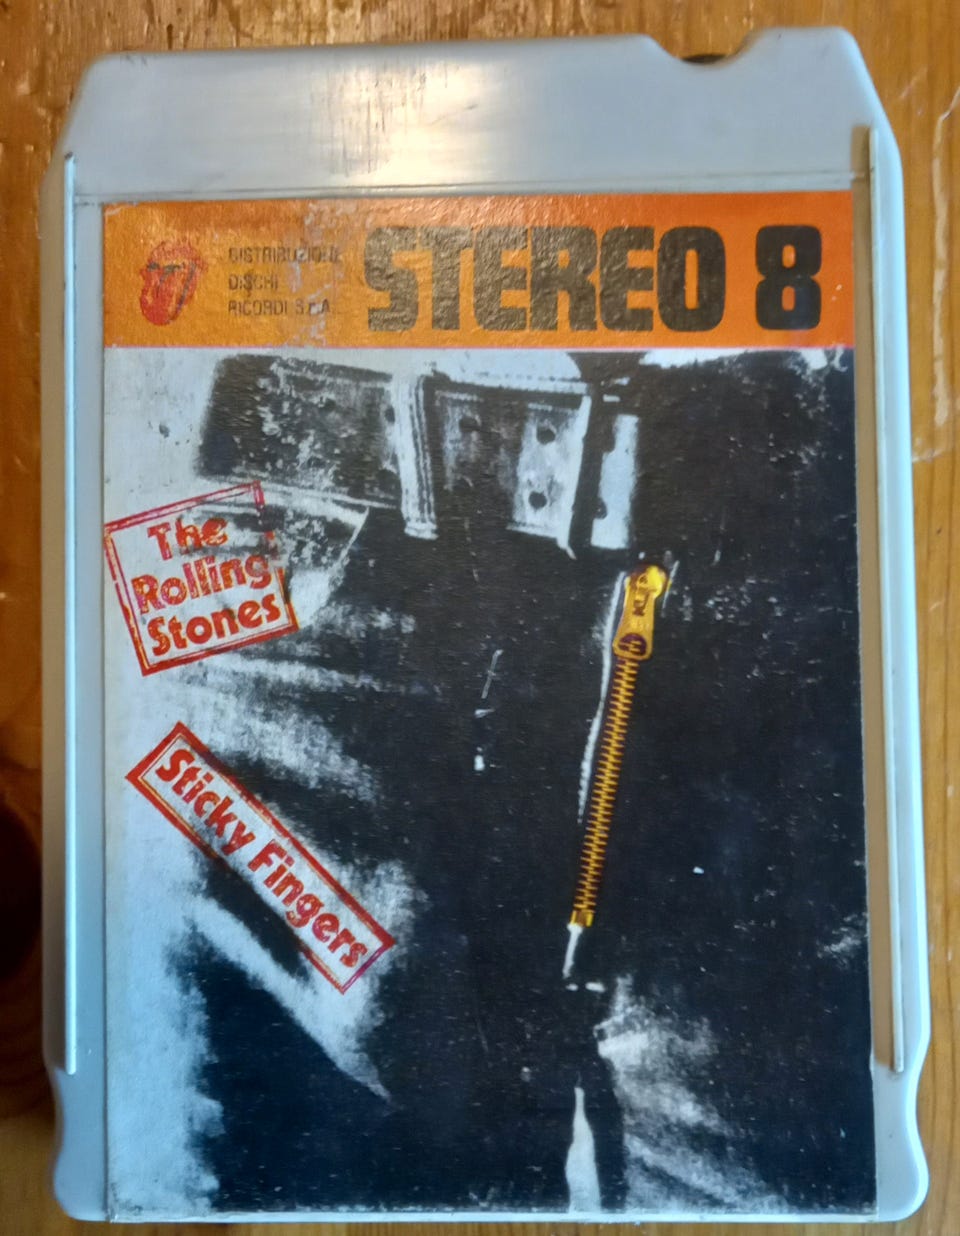 DISTRIBUZIONE
DISCHI
RICORDI S.p.A.
STEREO 8
The
Rolling
Stones
Sticky Fingers